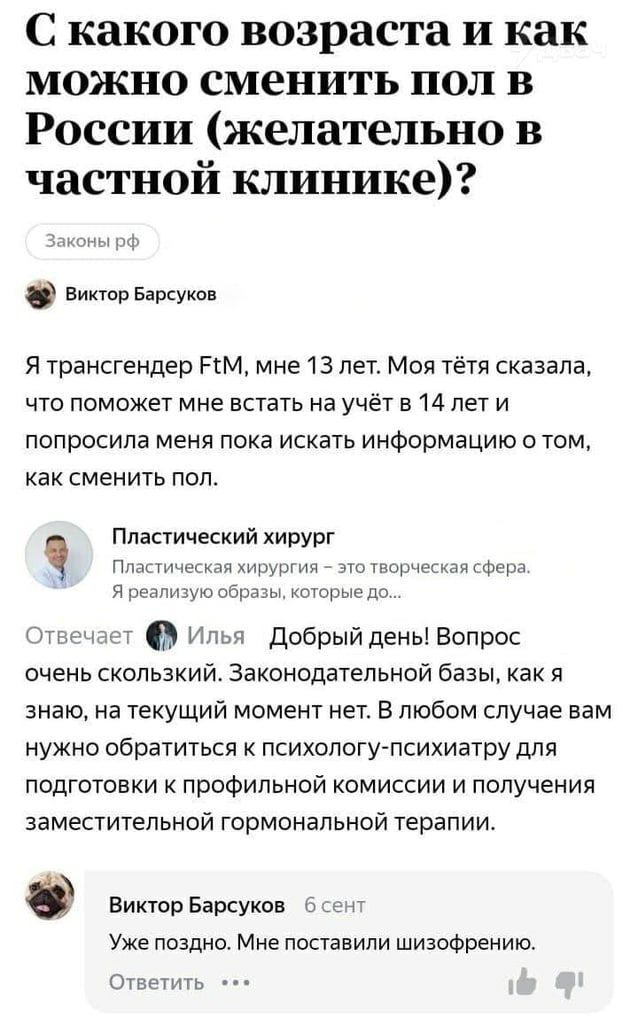 С какого возраста и как
можно сменить пол в
России (желательно в
частной клинике)?
Законы рф
Виктор Барсуков
Я трансгендер FtM, мне 13 лет. Моя тётя сказала,
что поможет мне встать на учёт в 14 лет и
попросила меня пока искать информацию о том,
как сменить пол.
Пластический хирург
Пластическая хирургия – это творческая сфера.
Я реализую образы, которые до...
Отвечает Илья Добрый день! Вопрос
очень скользкий. Законодательной базы, как я
знаю, на текущий момент нет. В любом случае вам
нужно обратиться к психологу-психиатру для
подготовки к профильной комиссии и получения
заместительной гормональной терапии.
Виктор Барсуков 6 сент
Уже поздно. Мне поставили шизофрению.
Ответить